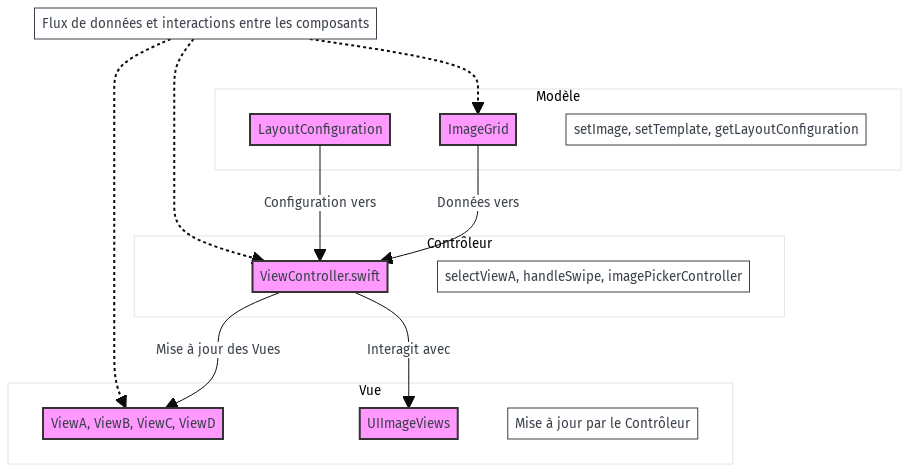 Flux de données et interactions entre les composants
Modèle
LayoutConfiguration
ImageGrid
setImage, setTemplate, getLayoutConfiguration
Configuration vers
Données vers
Contrôleur
ViewController.swift
selectViewA, handleSwipe, imagePickerController
Mise à jour des Vues
Interagit avec
Vue
ViewA, ViewB, ViewC, ViewD
UIImageViews
Mise à jour par le Contrôleur